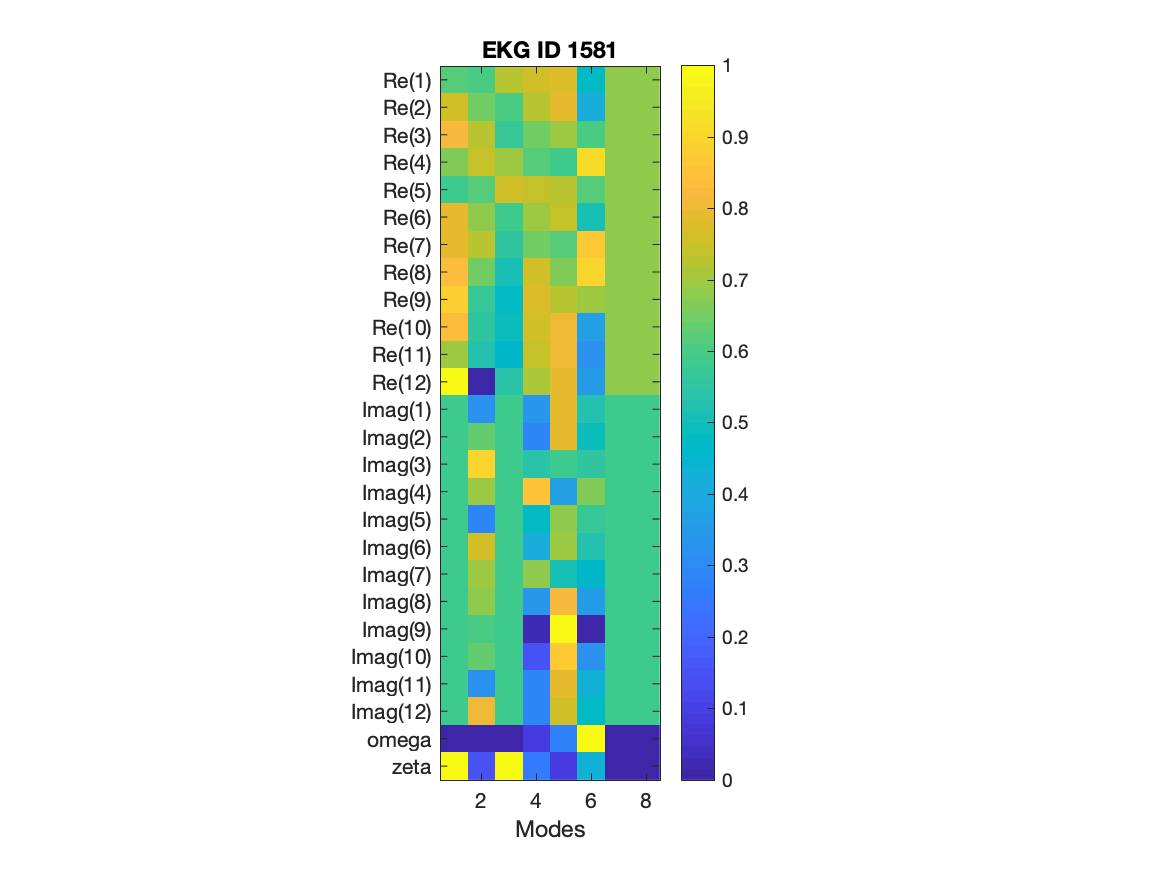 EKG ID 1581
Re(1)
Re(2)
Re(3)
Re(4)
Re(5)
Re(6)
Re(7)
Re(8)
Re(9)
Re(10)
Re(11)
Re(12)
Imag(1)
Imag(2)
Imag(3)
Imag(4)
Imag(5)
Imag(6)
Imag(7)
Imag(8)
Imag(9)
Imag(10)
Imag(11)
Imag(12)
omega
zeta
2 4 6 8
Modes
1
0.9
0.8
0.7
0.6
0.5
0.4
0.3
0.2
0.1
0